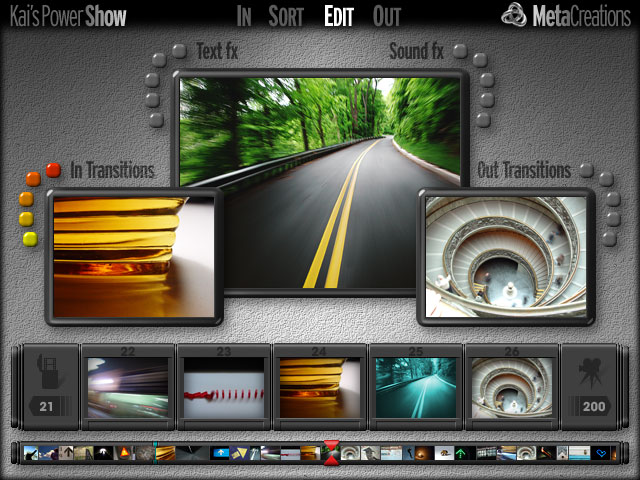 Kai's Power Show
IN SORT EDIT OUT
MetaCreations
Text fx
Sound fx
In Transitions
Out Transitions
22 23 24 25 26
21
200